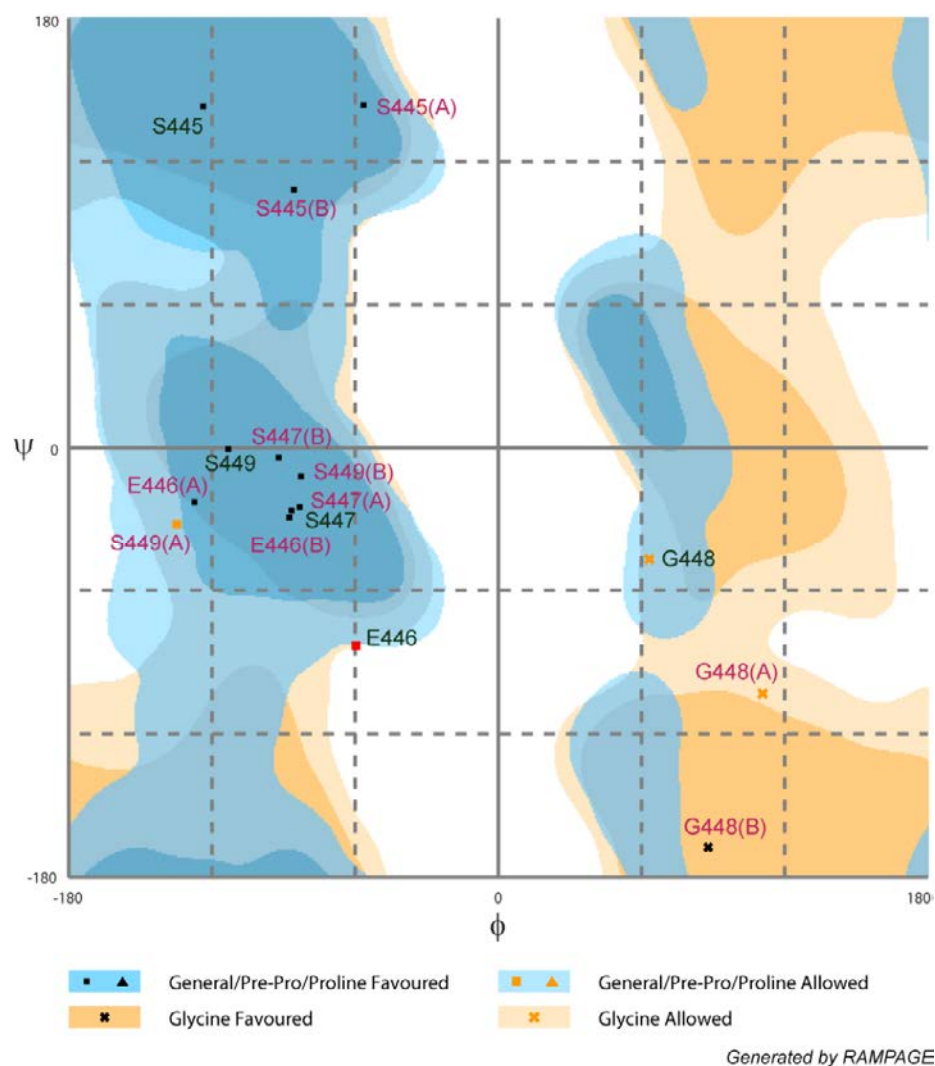 180
S445
S445(A)
S445(B)
ψ
0
S447(B)
S449
S449(B)
E446(A)
S447(A)
S447
S449(A)
E446(B)
G448
E446
G448(A)
G448(B)
-180
-180
0
180
ϕ
General/Pre-Pro/Proline Favoured
General/Pre-Pro/Proline Allowed
Glycine Favoured
Glycine Allowed
Generated by RAMPAGE